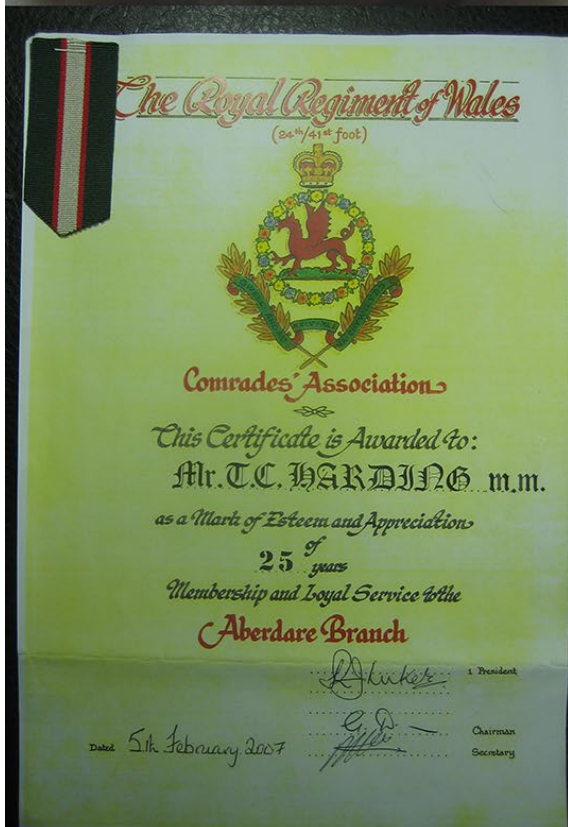 The Royal Regiment of Wales
(24th/41st foot)
Comrades' Association
This Certificate is Awarded to:
Mr. T.C. HARDING m.m.
as a Mark of Esteem and Appreciation
of
25 years
Membership and Loyal Service to the
Aberdare Branch
President
Chairman
Dated 5th February. 2007
Secretary